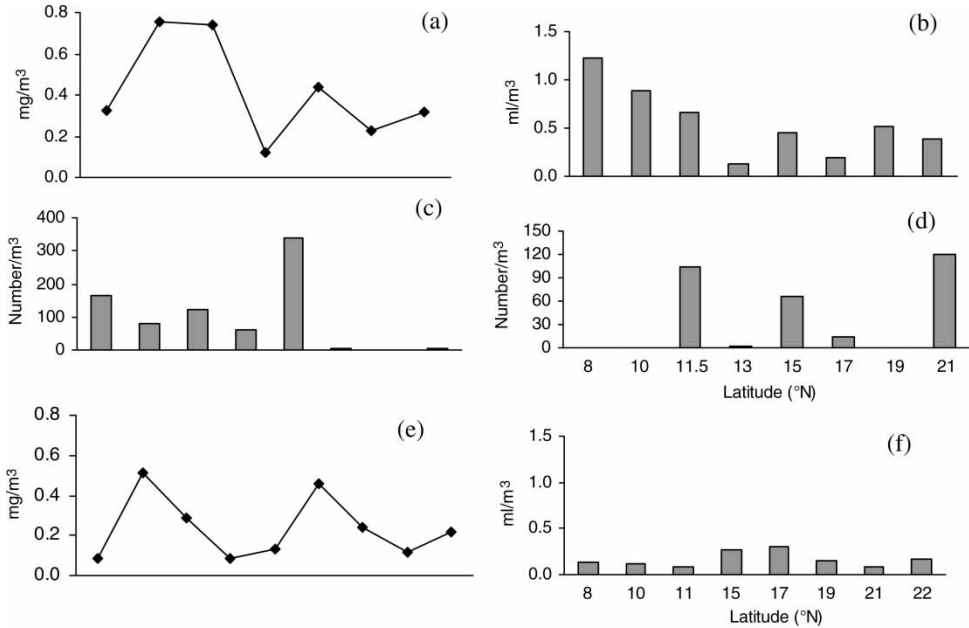 (a)
0.8
0.6
0.4
0.2
0.0
mg/m³
(b)
1.5
1.0
0.5
0.0
ml/m³
(c)
400
300
200
100
0
Number/m³
(d)
150
120
90
60
30
0
Number/m³
8 10 11.5 13 15 17 19 21
Latitude (°N)
(e)
0.8
0.6
0.4
0.2
0.0
mg/m³
(f)
1.5
1.0
0.5
0.0
ml/m³
8 10 11 15 17 19 21 22
Latitude (°N)